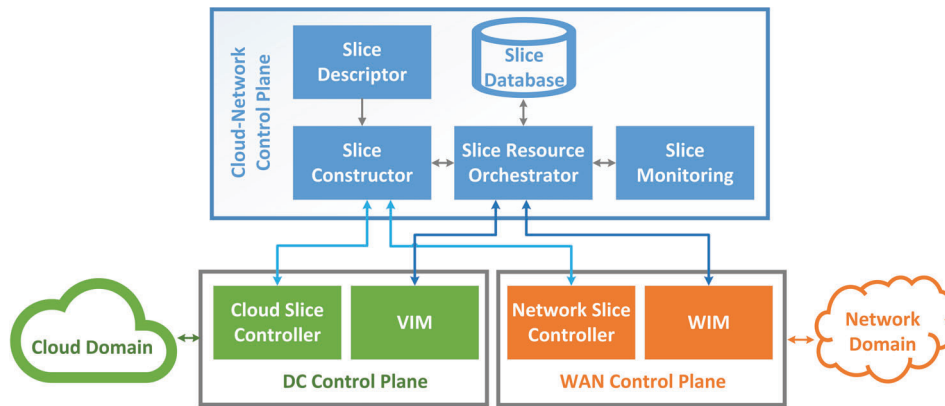 Cloud-Network
Control Plane
Slice
Descriptor
Slice
Database
Slice
Constructor
Slice Resource
Orchestrator
Slice
Monitoring
Cloud Domain
Cloud Slice
Controller
VIM
DC Control Plane
Network Slice
Controller
WIM
WAN Control Plane
Network
Domain